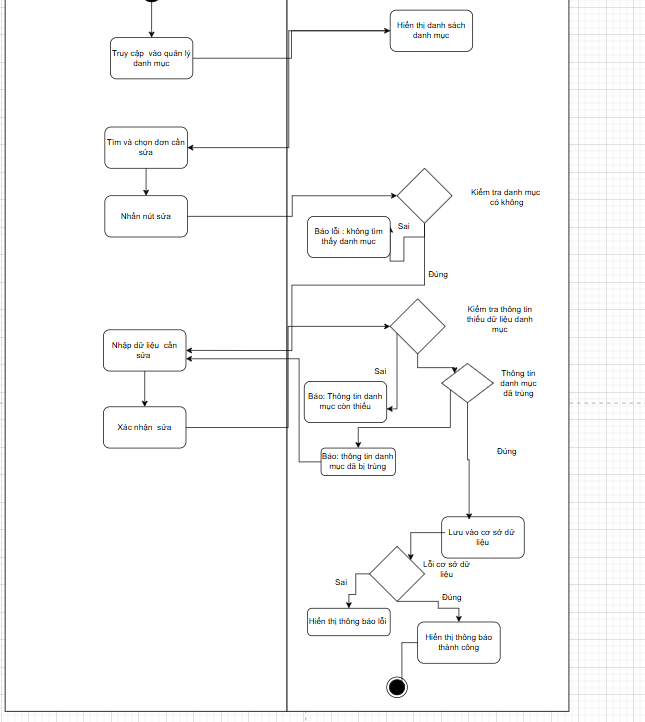 Hiển thị danh sách
danh mục
Truy cập vào quản lý
danh mục
Tìm và chọn đơn cần
sửa
Nhấn nút sửa
Kiểm tra danh mục
có không
Sai
Báo lỗi : không tìm
thấy danh mục
Đúng
Kiểm tra thông tin
thiếu dữ liệu danh
mục
Nhập dữ liệu cần
sửa
Sai
Thông tin
danh mục
đã trùng
Báo: Thông tin danh
mục còn thiếu
Xác nhận sửa
Đúng
Báo: thông tin danh
mục đã bị trùng
Lưu vào cơ sở dữ
liệu
Lỗi cơ sở dữ
liệu
Sai
Đúng
Hiển thị thông báo lỗi
Hiển thị thông báo
thành công